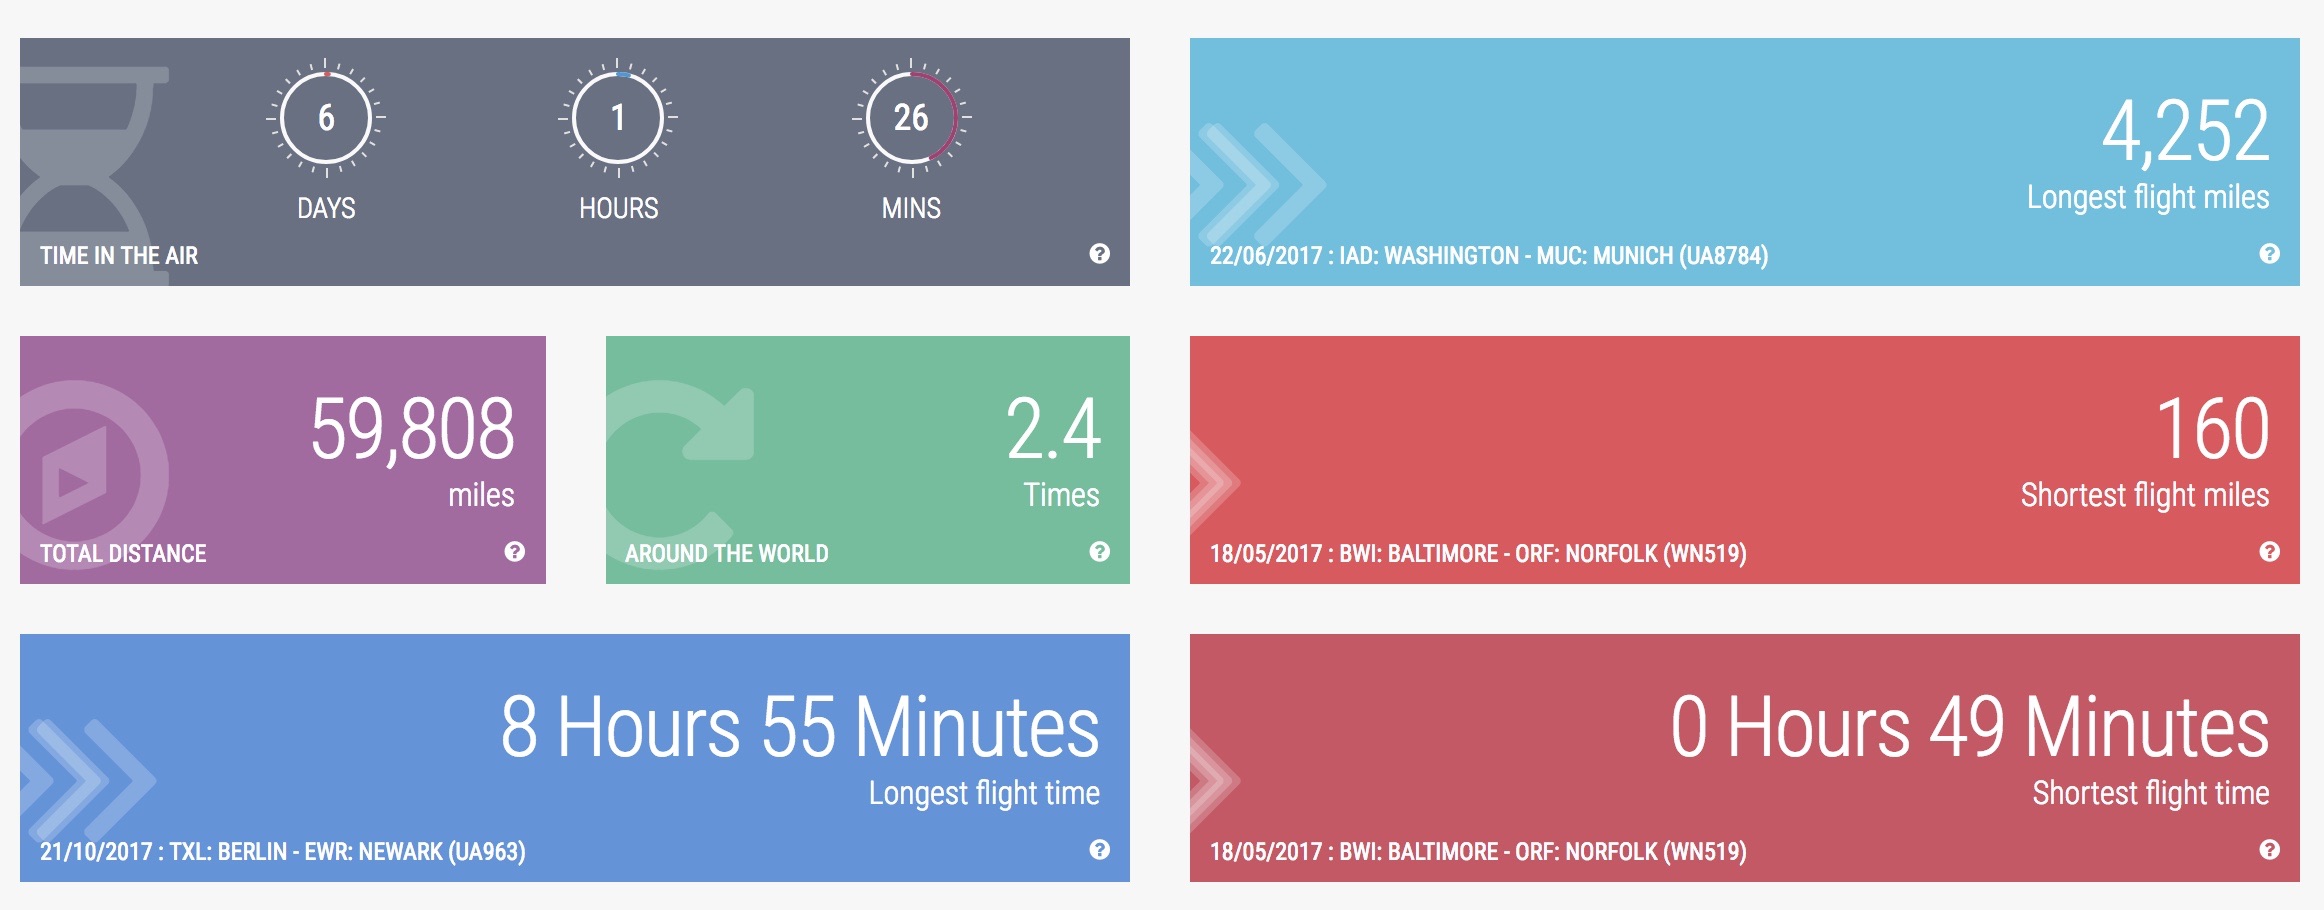 6
DAYS
1
HOURS
26
MINS
TIME IN THE AIR
?
4,252
Longest flight miles
22/06/2017 : IAD: WASHINGTON - MUC: MUNICH (UA8784)
?
59,808
miles
TOTAL DISTANCE
?
2.4
Times
AROUND THE WORLD
?
160
Shortest flight miles
18/05/2017 : BWI: BALTIMORE - ORF: NORFOLK (WN519)
?
8 Hours 55 Minutes
Longest flight time
21/10/2017 : TXL: BERLIN - EWR: NEWARK (UA963)
?
0 Hours 49 Minutes
Shortest flight time
18/05/2017 : BWI: BALTIMORE - ORF: NORFOLK (WN519)
?